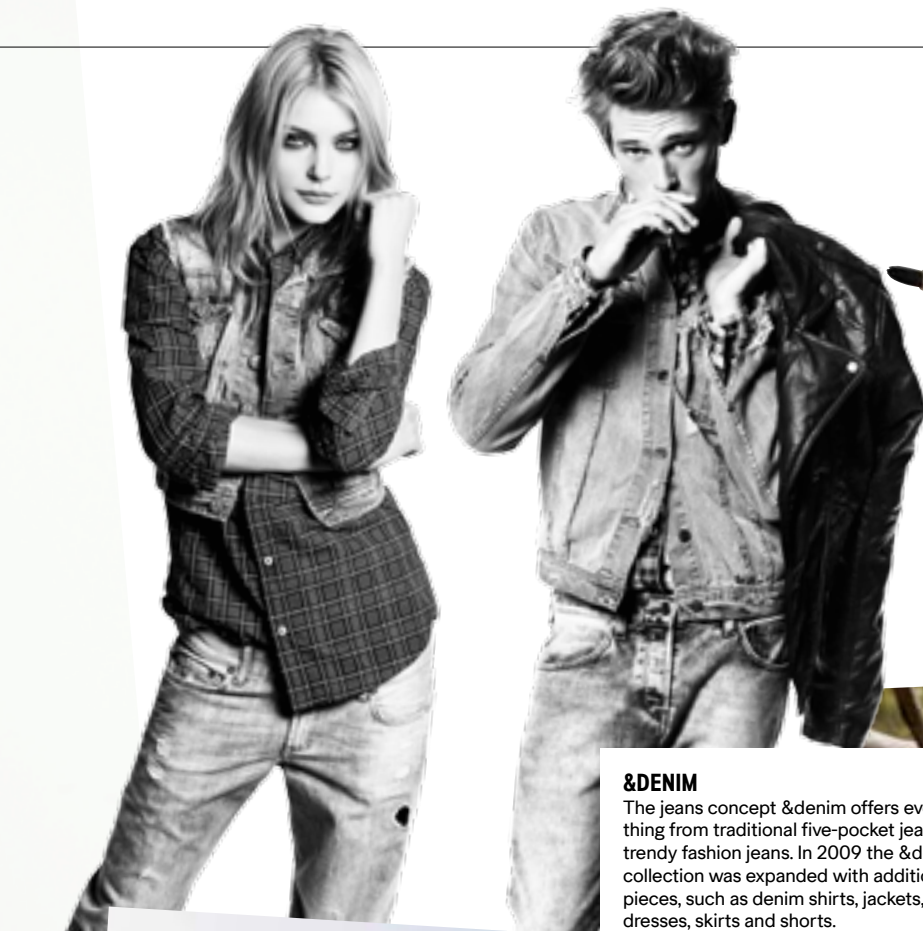 &DENIM
The jeans concept &denim offers ev
thing from traditional five-pocket jea
trendy fashion jeans. In 2009 the &d
collection was expanded with additio
pieces, such as denim shirts, jackets,
dresses, skirts and shorts.